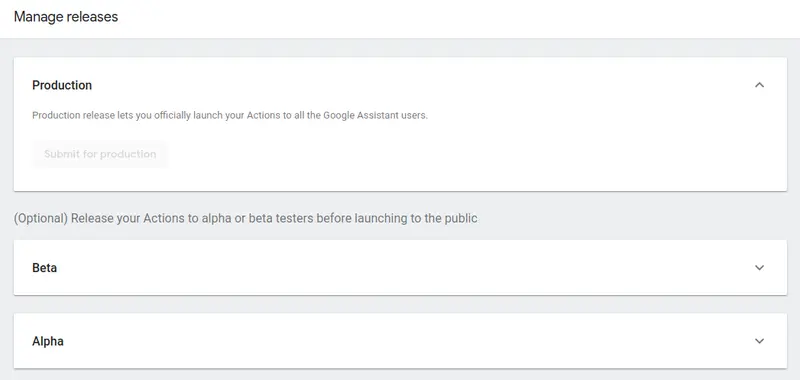 Manage releases
Production
Production release lets you officially launch your Actions to all the Google Assistant users.
Submit for production
(Optional) Release your Actions to alpha or beta testers before launching to the public
Beta
Alpha